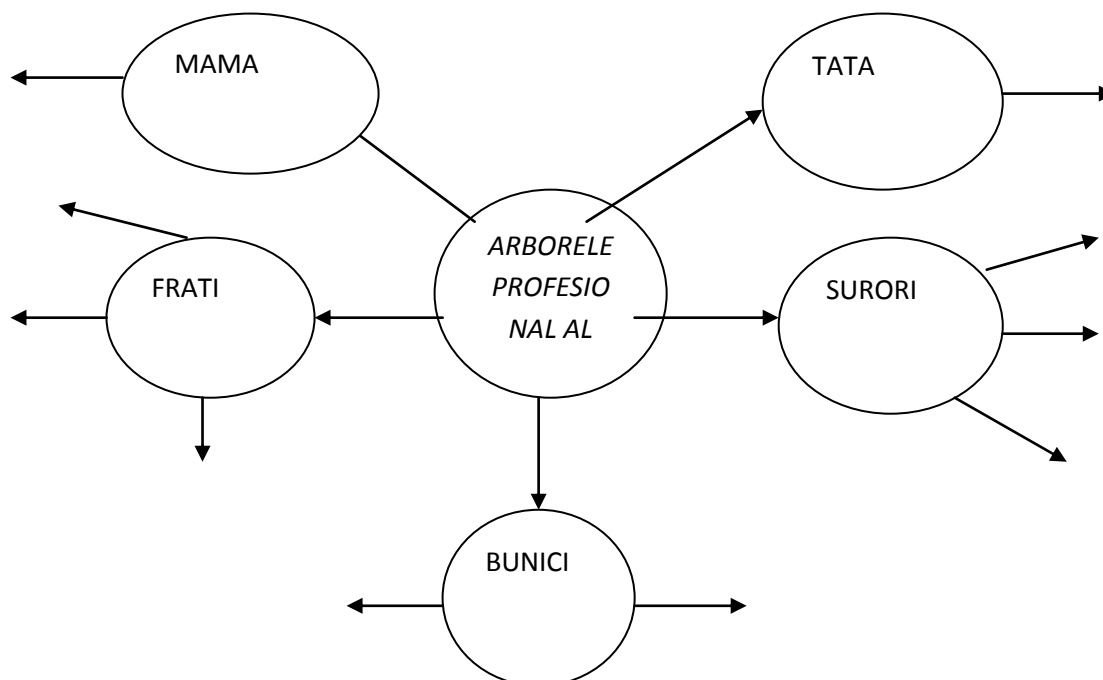 MAMA
TATA
ARBORELE
PROFESIO
NAL AL
FRATI
SURORI
BUNICI